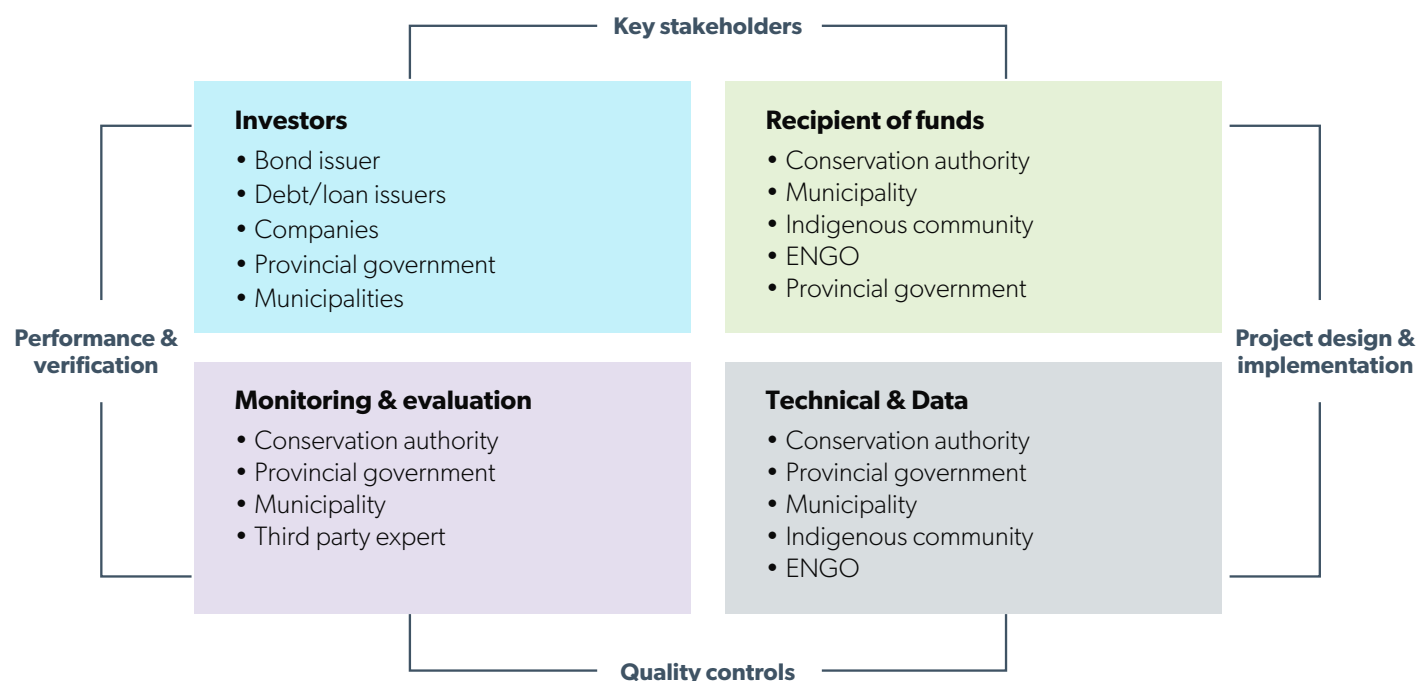 Key stakeholders
Investors
• Bond issuer
• Debt/loan issuers
• Companies
• Provincial government
• Municipalities
Recipient of funds
• Conservation authority
• Municipality
• Indigenous community
• ENGO
• Provincial government
Performance &
verification
Project design &
implementation
Monitoring & evaluation
• Conservation authority
• Provincial government
• Municipality
• Third party expert
Technical & Data
• Conservation authority
• Provincial government
• Municipality
• Indigenous community
• ENGO
Quality controls